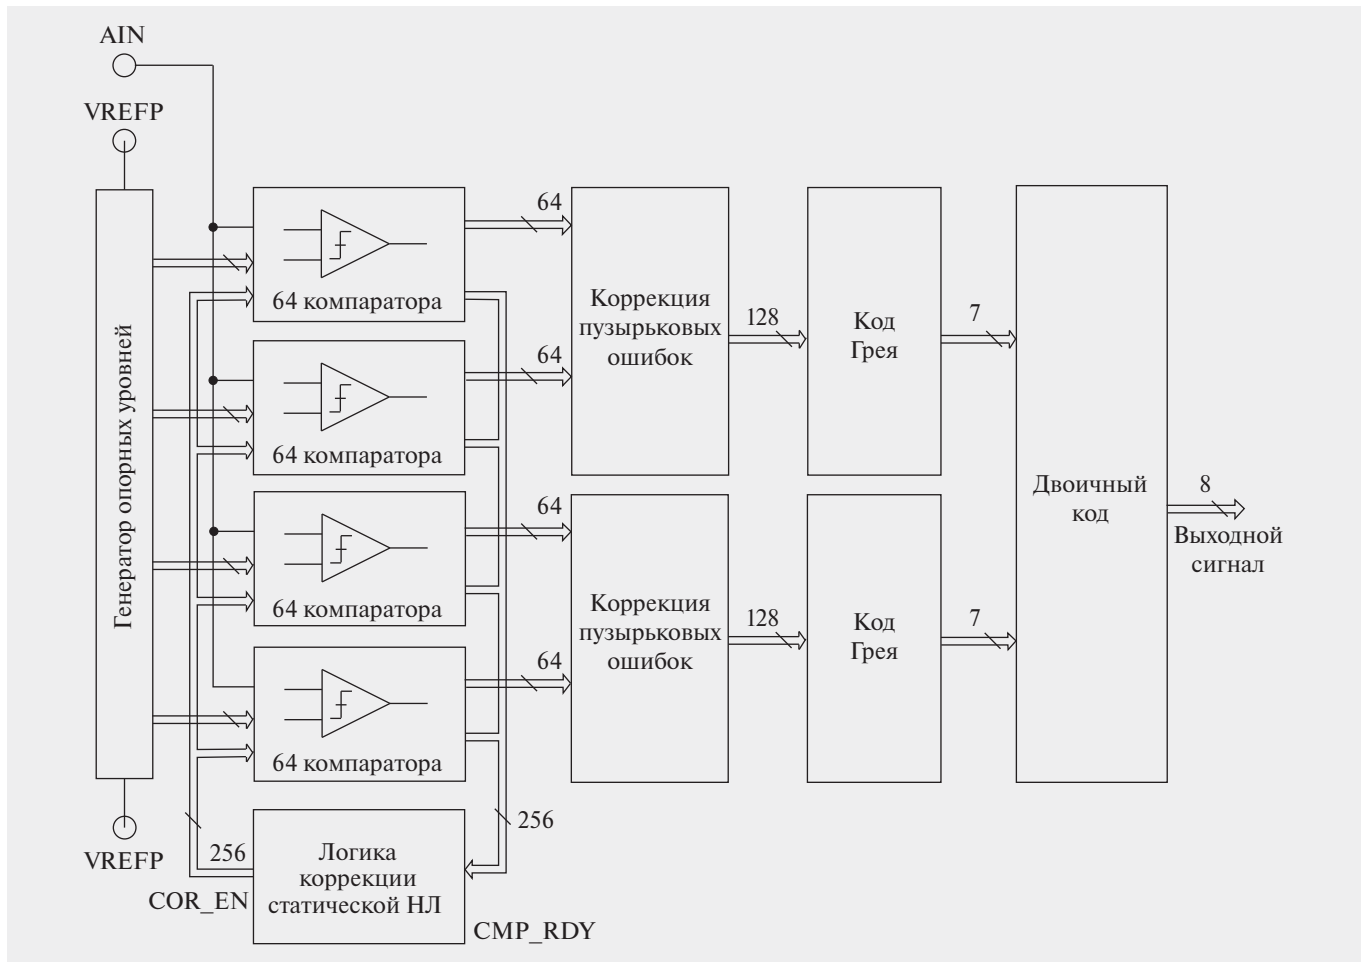 AIN
VREFP
Генератор опорных уровней
64 компаратора
64
64 компаратора
64
64 компаратора
64
64 компаратора
64
Коррекция
пузырьковых
ошибок
128
Код
Грея
7
Коррекция
пузырьковых
ошибок
128
Код
Грея
7
Двоичный
код
8
Выходной
сигнал
VREFP
256
COR_EN
Логика
коррекции
статической НЛ
256
CMP_RDY